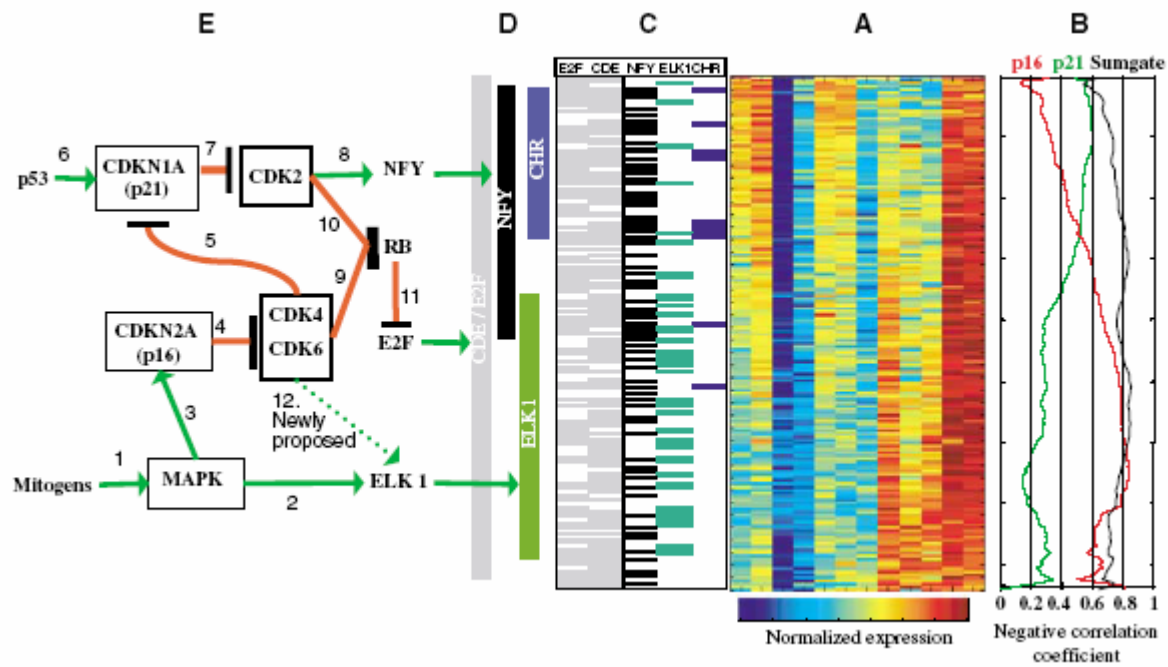 E
D
C
A
B
E2F CDE NFY ELK1 CHR
p16 p21 Sumgate
6
p53
CDKN1A
(p21)
7
CDK2
8
NFY
10
RB
5
9
11
CDKN2A
(p16)
4
CDK4
CDK6
E2F
3
12.
Newly
proposed
1
Mitogens
MAPK
2
ELK 1
CDE / E2F
NFY
CHR
ELK1
Normalized expression
0 0.2 0.4 0.6 0.8 1
Negative correlation
coefficient